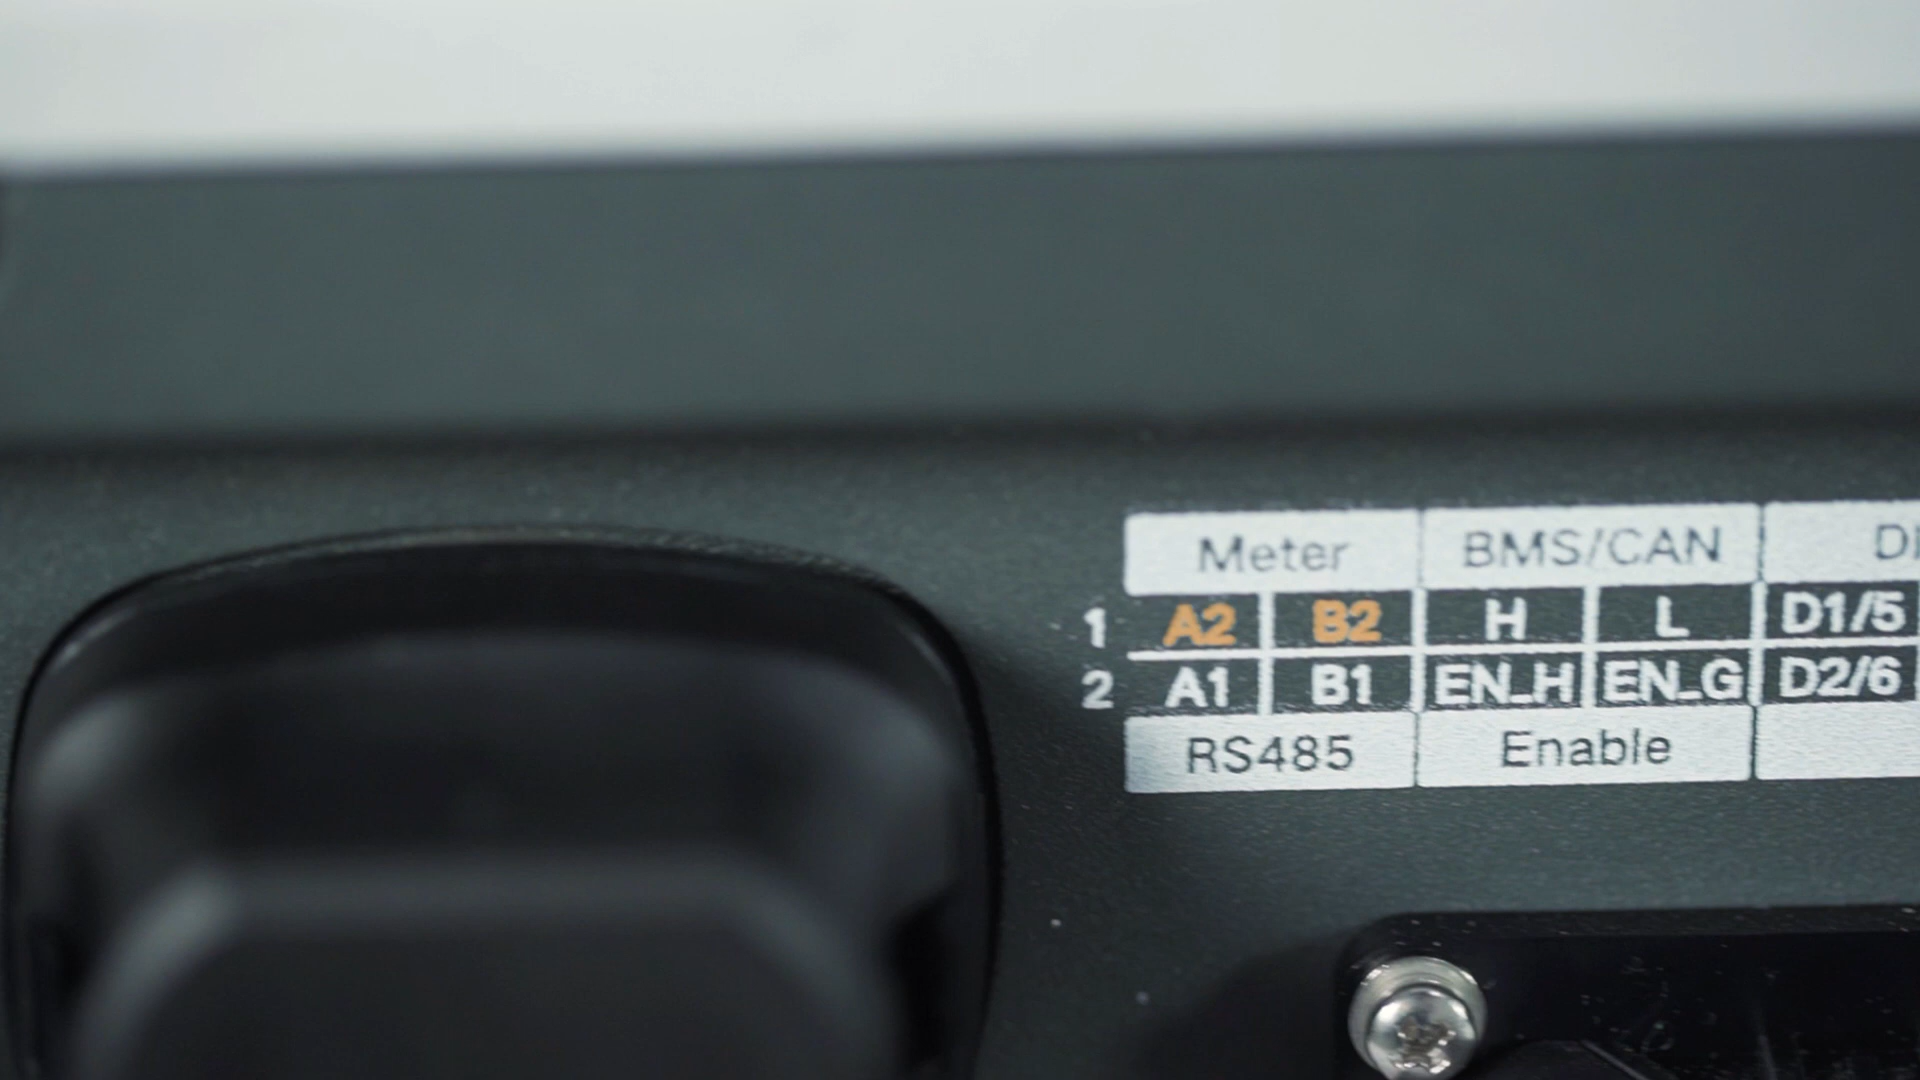 Meter BMS/CAN
1 A2 B2 H L D1/5
2 A1 B1 EN_H EN_G D2/6
RS485 Enable